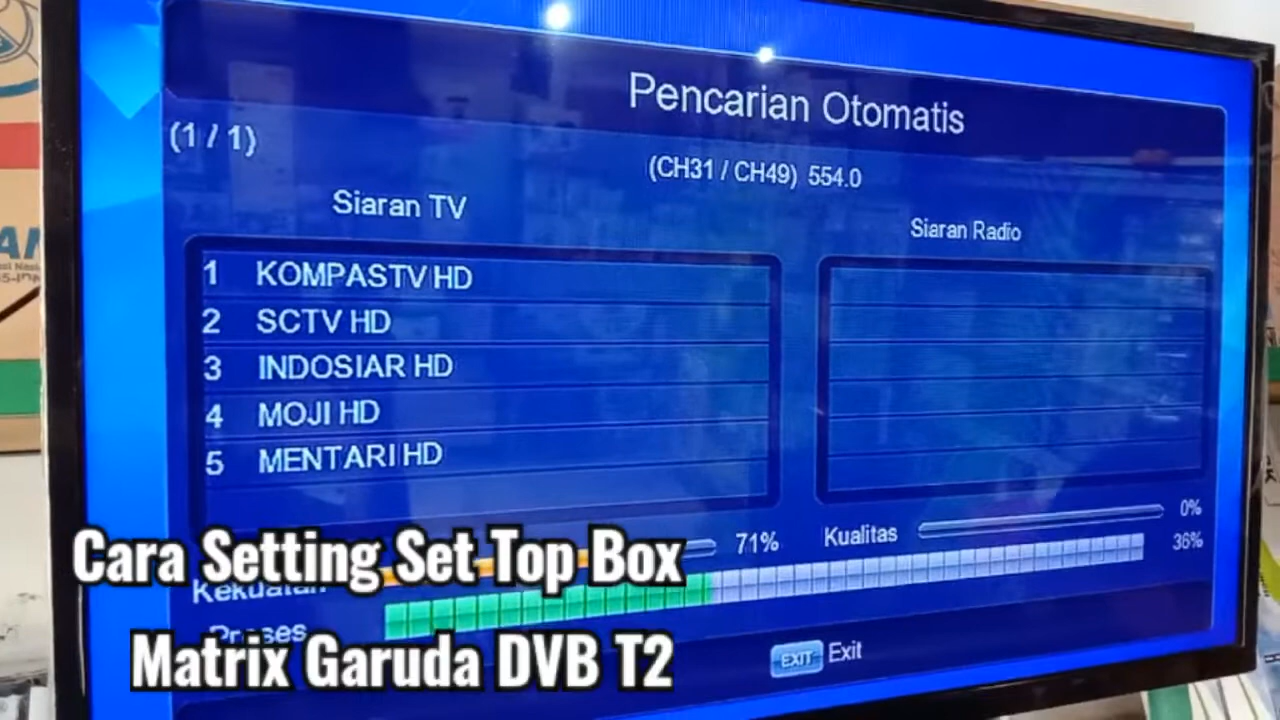 Pencarian Otomatis
(1 / 1)
(CH31 / CH49) 554.0
Siaran TV
Siaran Radio
1 KOMPASTV HD
2 SCTV HD
3 INDOSIAR HD
4 MOJI HD
5 MENTARI HD
Kekuatan 71% Kualitas 0%
Proses 36%
EXIT Exit
Cara Setting Set Top Box
Matrix Garuda DVB T2